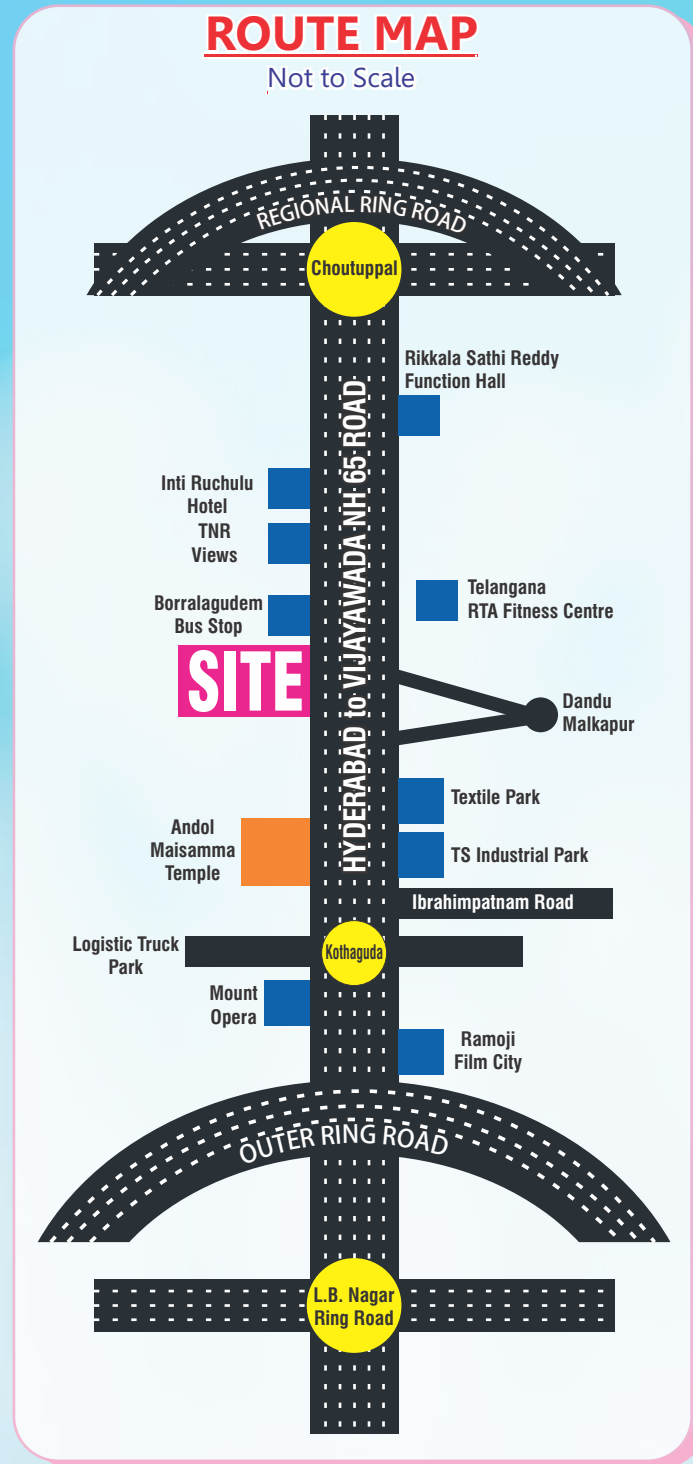 ROUTE MAP
Not to Scale
REGIONAL RING ROAD
Choutuppal
Rikkala Sathi Reddy
Function Hall
HYDERABAD to VIJAYAWADA NH 65 ROAD
Inti Ruchulu
Hotel
TNR
Views
Borralagudem
Bus Stop
Telangana
RTA Fitness Centre
SITE
Dandu
Malkapur
Textile Park
Andol
Maisamma
Temple
TS Industrial Park
Ibrahimpatnam Road
Logistic Truck
Park
Kothaguda
Mount
Opera
Ramoji
Film City
OUTER RING ROAD
L.B. Nagar
Ring Road